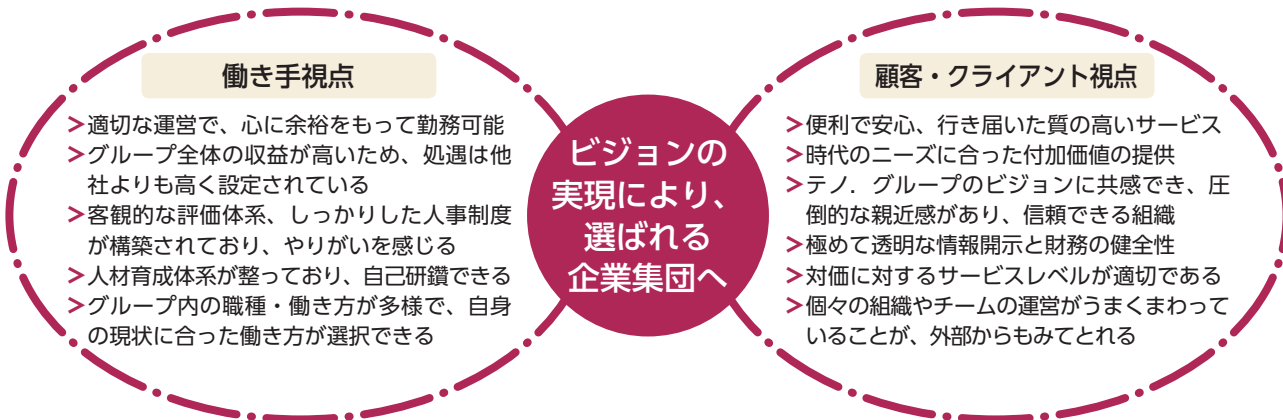 働き手視点
>適切な運営で、心に余裕をもって勤務可能
>グループ全体の収益が高いため、処遇は他
社よりも高く設定されている
>客観的な評価体系、しっかりした人事制度
が構築されており、やりがいを感じる
>人材育成体系が整っており、自己研鑽できる
>グループ内の職種・働き方が多様で、自身
の現状に合った働き方が選択できる
ビジョンの
実現により、
選ばれる
企業集団へ
顧客・クライアント視点
>便利で安心、行き届いた質の高いサービス
>時代のニーズに合った付加価値の提供
>テノ．グループのビジョンに共感でき、圧
倒的な親近感があり、信頼できる組織
>極めて透明な情報開示と財務の健全性
>対価に対するサービスレベルが適切である
>個々の組織やチームの運営がうまくまわって
いることが、外部からもみてとれる